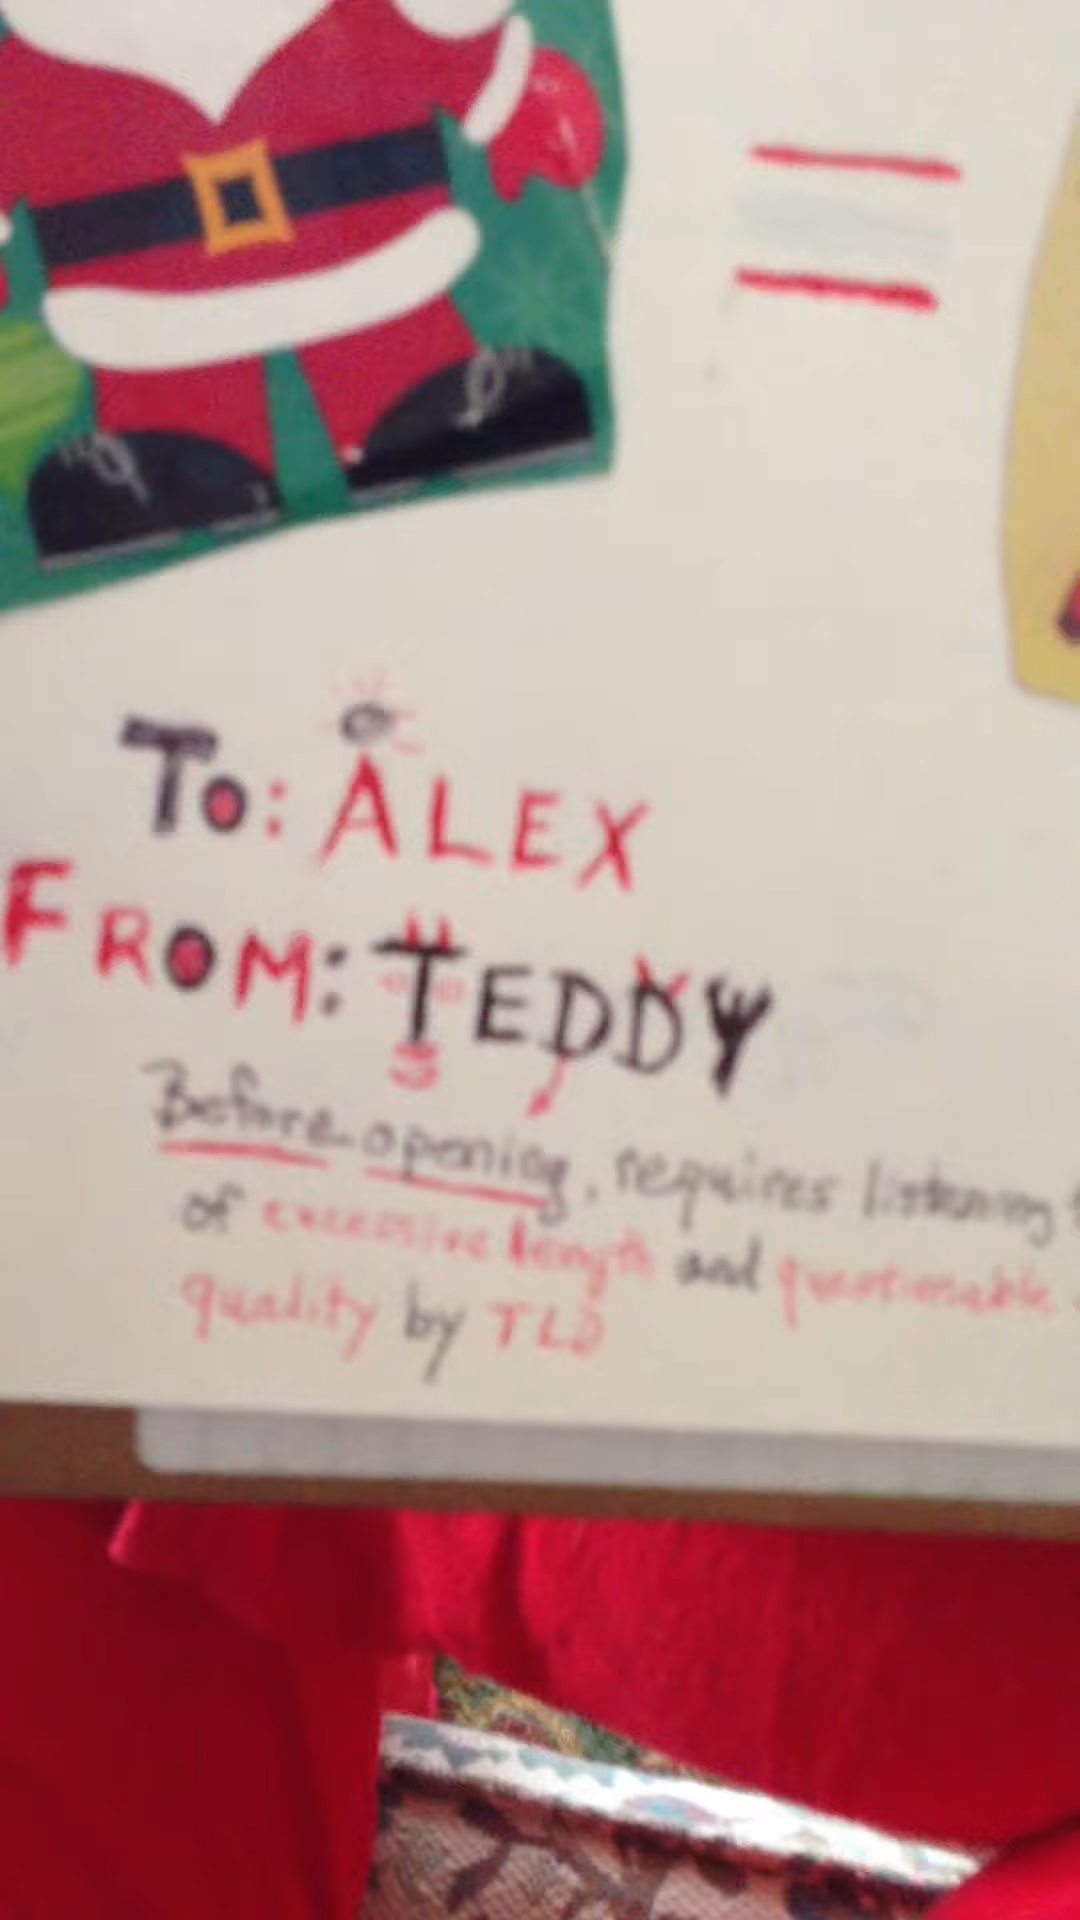 To: ALEX
FROM: TEDDY
Before opening, requires listening
of excessive length and questionable
quality by TLD